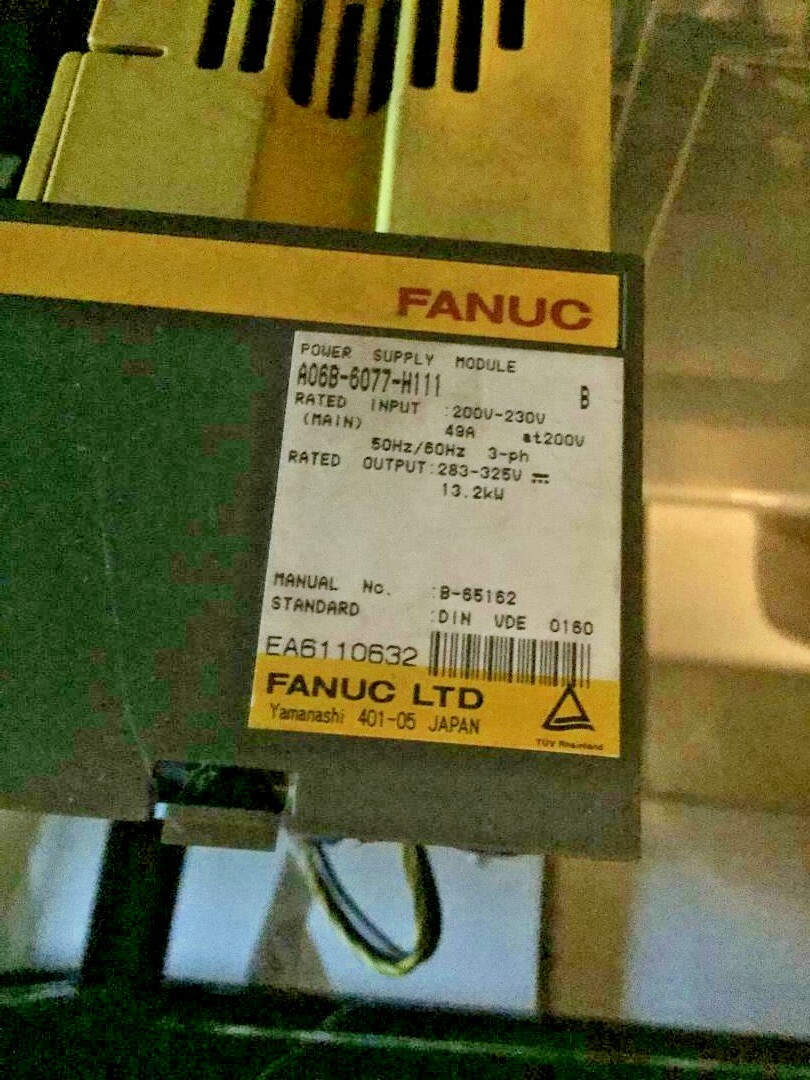 FANUC
POWER SUPPLY MODULE
A06B-6077-H111 B
RATED INPUT :200V-230V
(MAIN) 49A at200V
50Hz/60Hz 3-ph
RATED OUTPUT:283-325V ⎓
13.2kW
MANUAL No. :B-65162
STANDARD :DIN VDE 0160
EA6110632
FANUC LTD
Yamanashi 401-05 JAPAN
TÜV Rheinland